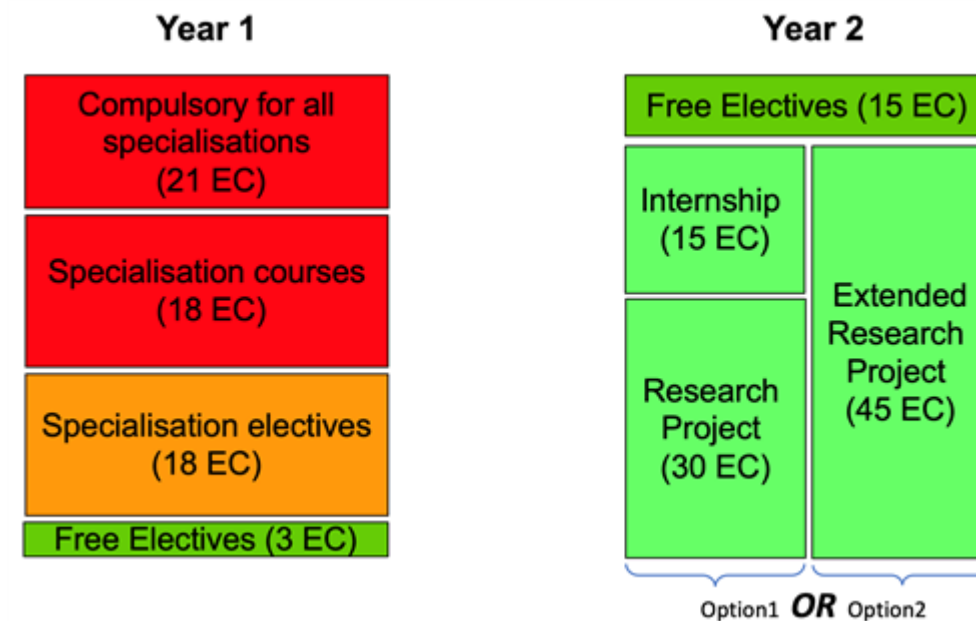 Year 1
Compulsory for all
specialisations
(21 EC)
Specialisation courses
(18 EC)
Specialisation electives
(18 EC)
Free Electives (3 EC)
Year 2
Free Electives (15 EC)
Internship
(15 EC)
Research
Project
(30 EC)
Extended
Research
Project
(45 EC)
Option1 OR Option2